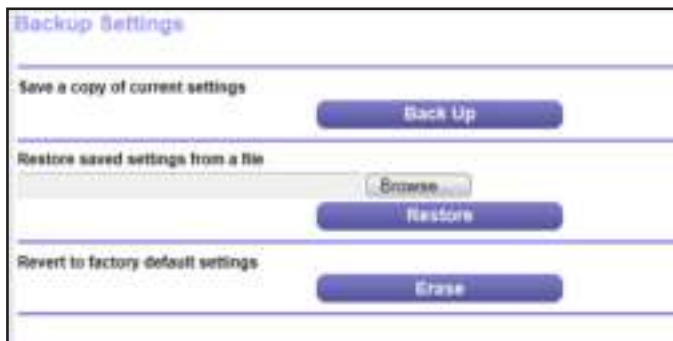 Backup Settings
Save a copy of current settings
Back Up
Restore saved settings from a file
Browse...
Restore
Revert to factory default settings
Erase